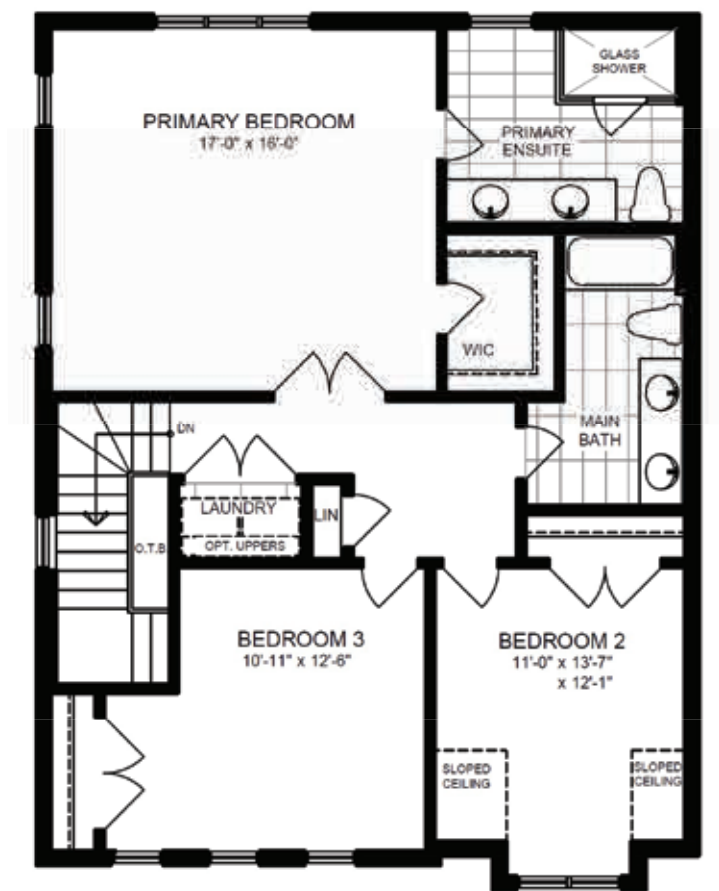 GLASS
SHOWER
PRIMARY BEDROOM
17'-0" x 16'-0"
PRIMARY
ENSUITE
WIC
MAIN
BATH
DN
LAUNDRY
OPT. UPPERS
LIN
O.T.B
BEDROOM 3
10'-11" x 12'-6"
BEDROOM 2
11'-0" x 13'-7"
x 12'-1"
SLOPED
CEILING
SLOPED
CEILING